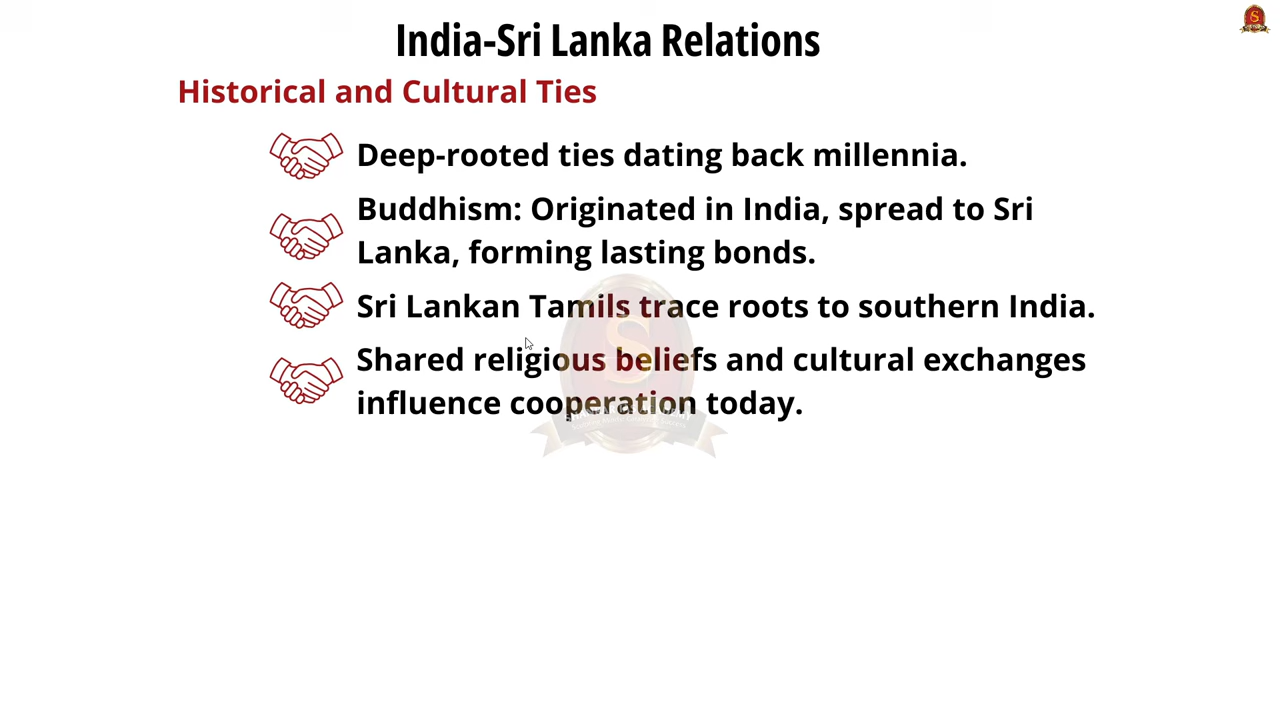 India-Sri Lanka Relations
Historical and Cultural Ties
Deep-rooted ties dating back millennia.
Buddhism: Originated in India, spread to Sri
Lanka, forming lasting bonds.
Sri Lankan Tamils trace roots to southern India.
Shared religious beliefs and cultural exchanges
influence cooperation today.
S
S